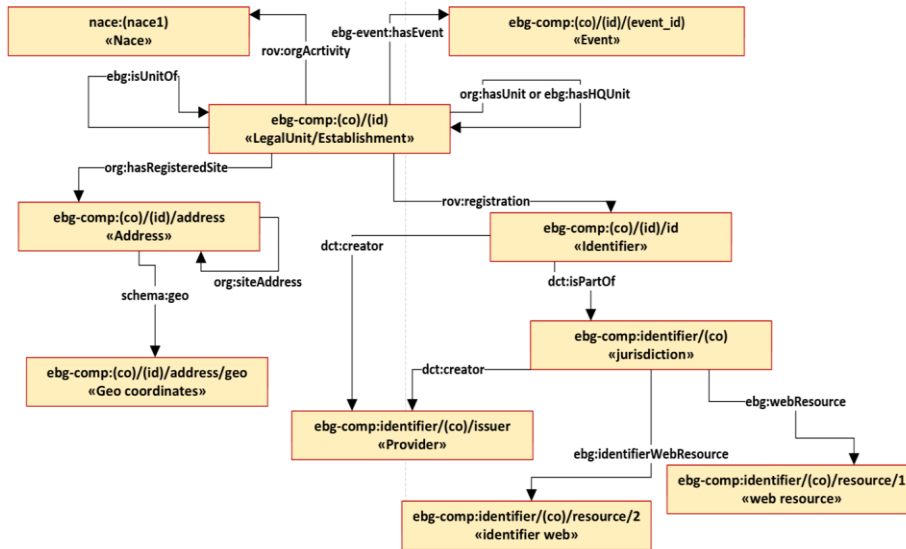 nace:(nace1)
«Nace»
ebg-comp:(co)/(id)/(event_id)
«Event»
ebg-event:hasEvent
rov:orgAcrtivity
ebg:isUnitOf
org:hasUnit or ebg:hasHQUnit
ebg-comp:(co)/(id)
«LegalUnit/Establishment»
org:hasRegisteredSite
rov:registration
ebg-comp:(co)/(id)/address
«Address»
ebg-comp:(co)/(id)/id
«Identifier»
dct:creator
org:siteAddress
dct:isPartOf
schema:geo
ebg-comp:identifier/(co)
«jurisdiction»
ebg-comp:(co)/(id)/address/geo
«Geo coordinates»
dct:creator
ebg:webResource
ebg-comp:identifier/(co)/issuer
«Provider»
ebg:identifierWebResource
ebg-comp:identifier/(co)/resource/1
«web resource»
ebg-comp:identifier/(co)/resource/2
«identifier web»